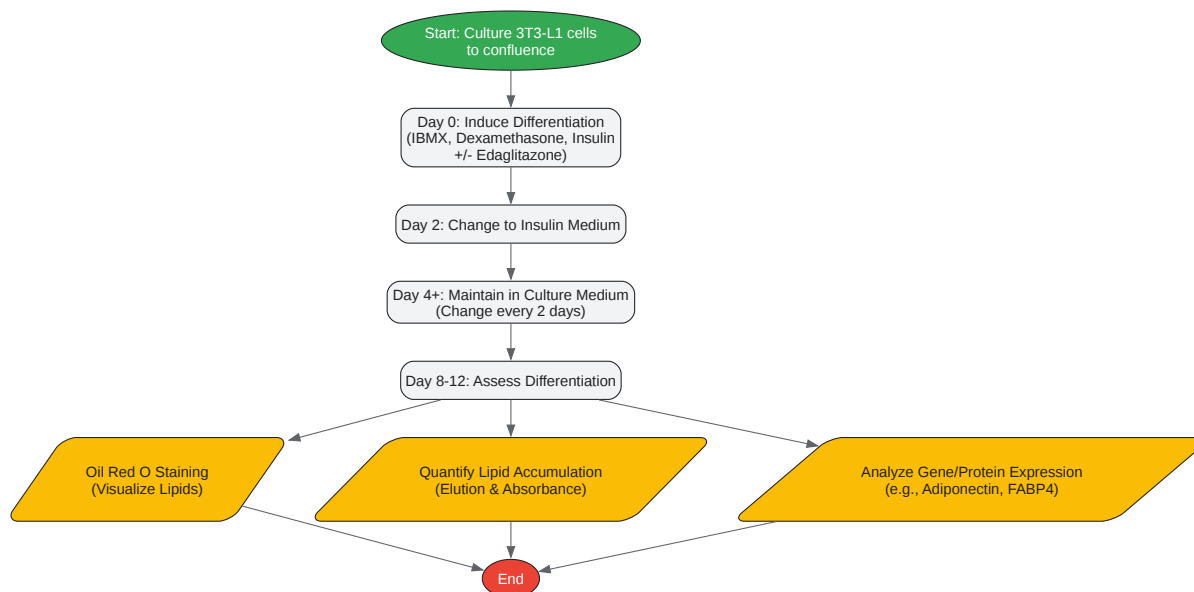 Start: Culture 3T3-L1 cells
to confluence
Day 0: Induce Differentiation
(IBMX, Dexamethasone, Insulin
+/- Edaglitazone)
Day 2: Change to Insulin Medium
Day 4+: Maintain in Culture Medium
(Change every 2 days)
Day 8-12: Assess Differentiation
Oil Red O Staining
(Visualize Lipids)
Quantify Lipid Accumulation
(Elution & Absorbance)
Analyze Gene/Protein Expression
(e.g., Adiponectin, FABP4)
End